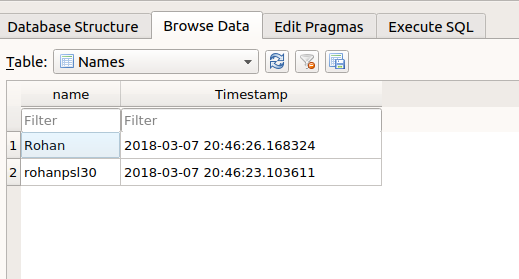 Database Structure Browse Data Edit Pragmas Execute SQL
Table: Names
name Timestamp
Filter Filter
1 Rohan 2018-03-07 20:46:26.168324
2 rohanpsl30 2018-03-07 20:46:23.103611